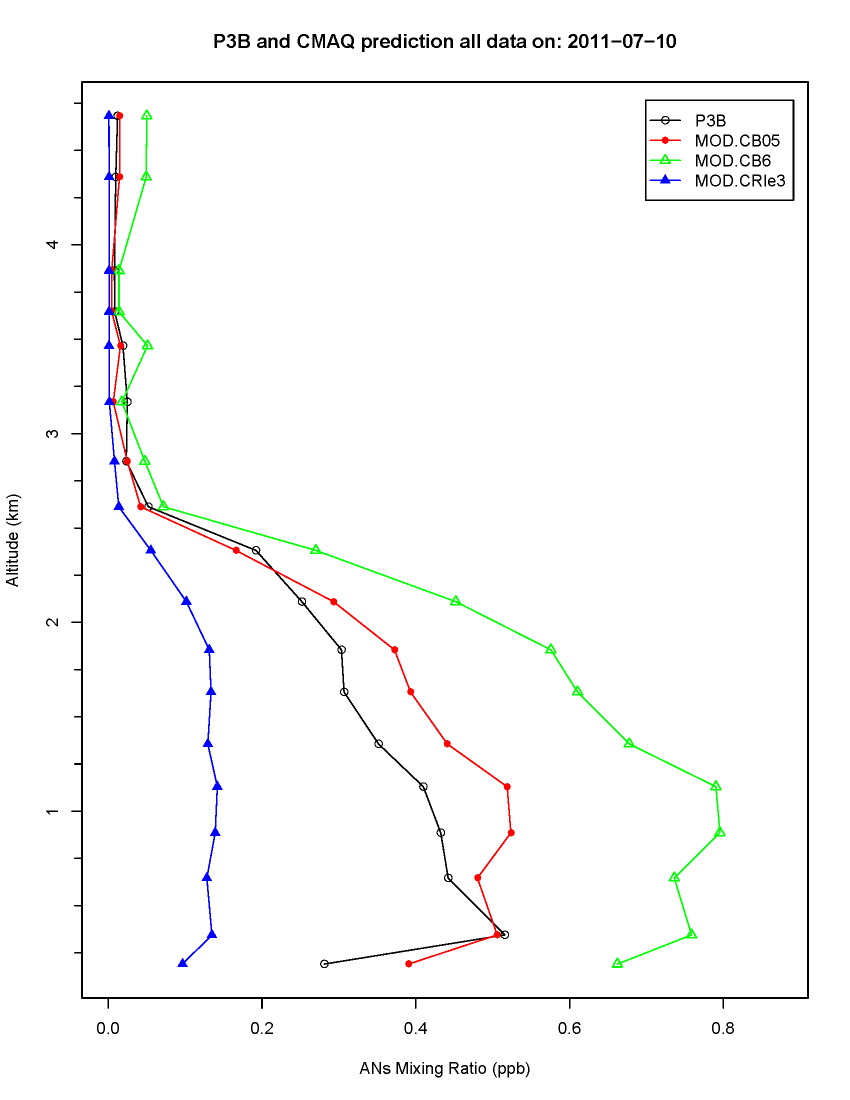 P3B and CMAQ prediction all data on: 2011−07−10
P3B
MOD.CB05
MOD.CB6
MOD.CRIe3
4
3
2
1
Altitude (km)
0.0 0.2 0.4 0.6 0.8
ANs Mixing Ratio (ppb)